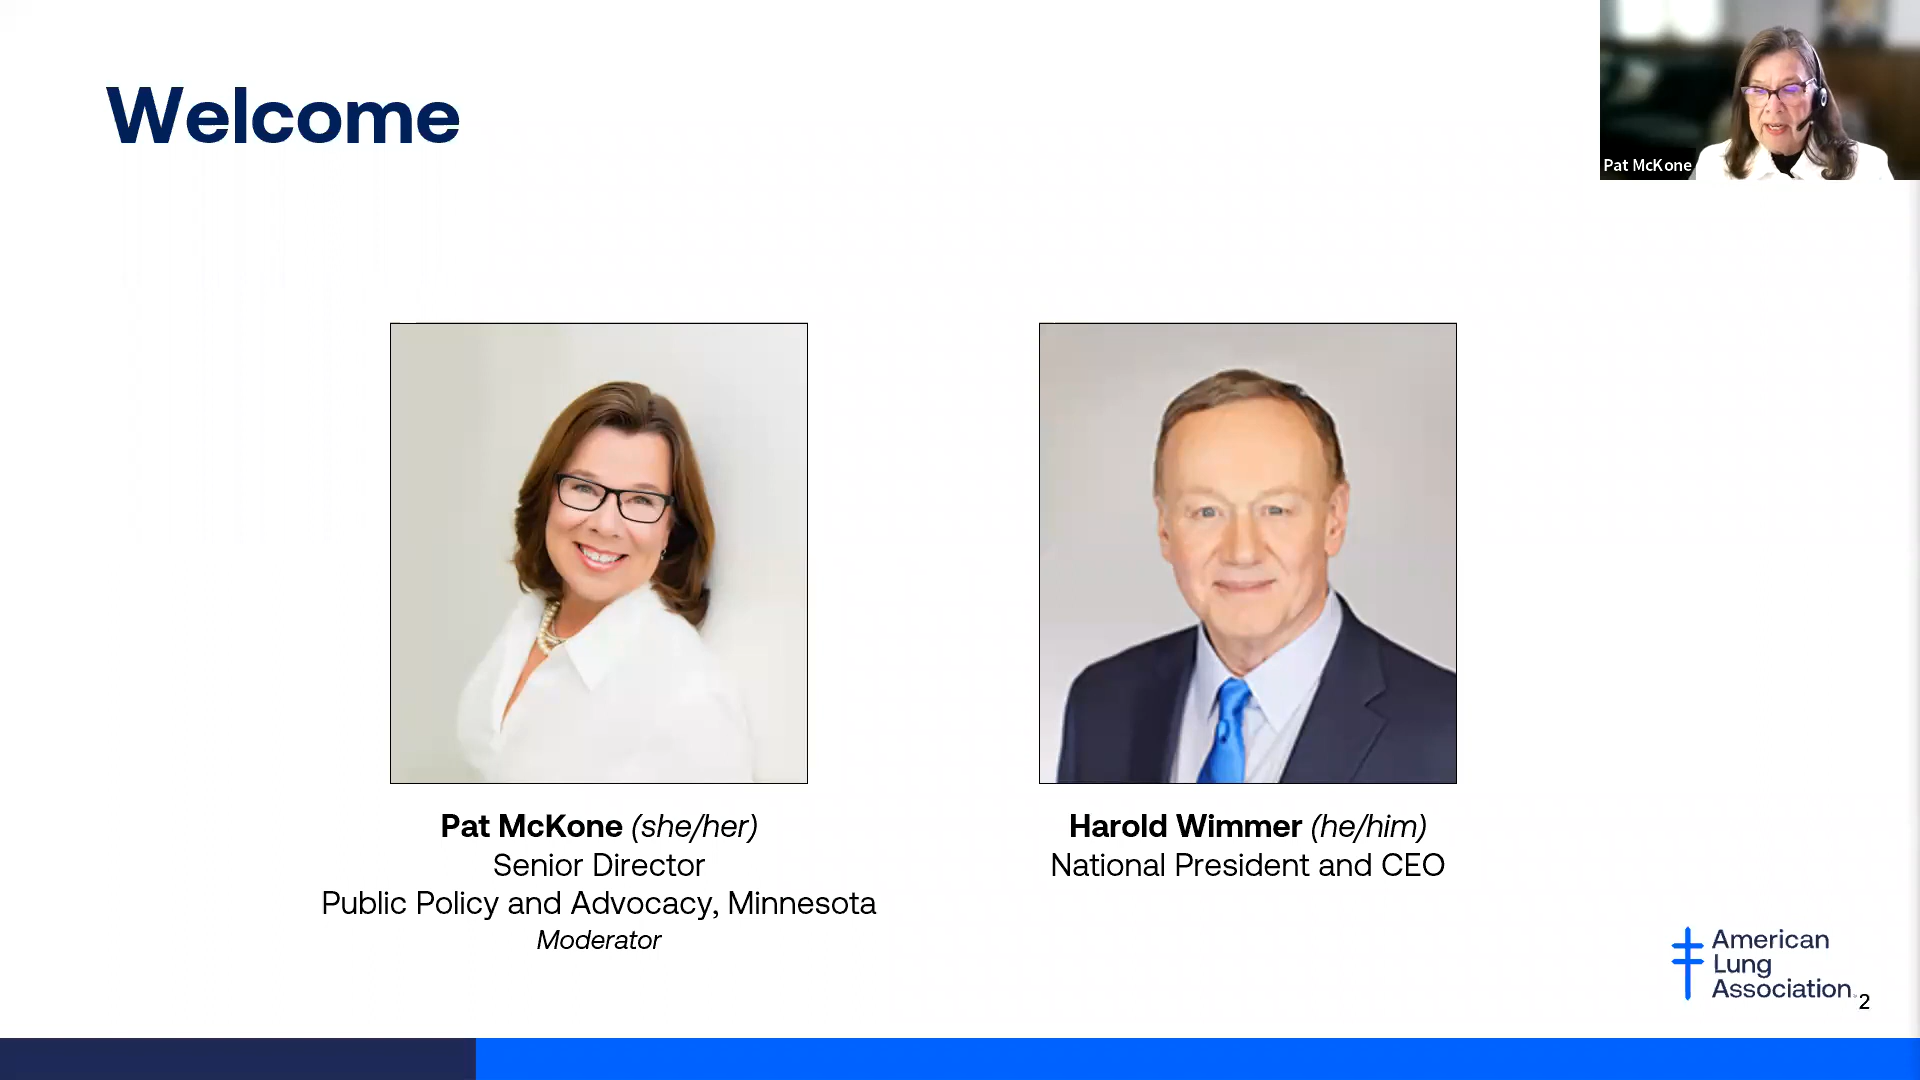 Welcome
Pat McKone
Pat McKone (she/her)
Senior Director
Public Policy and Advocacy, Minnesota
Moderator
Harold Wimmer (he/him)
National President and CEO
American
Lung
Association
2